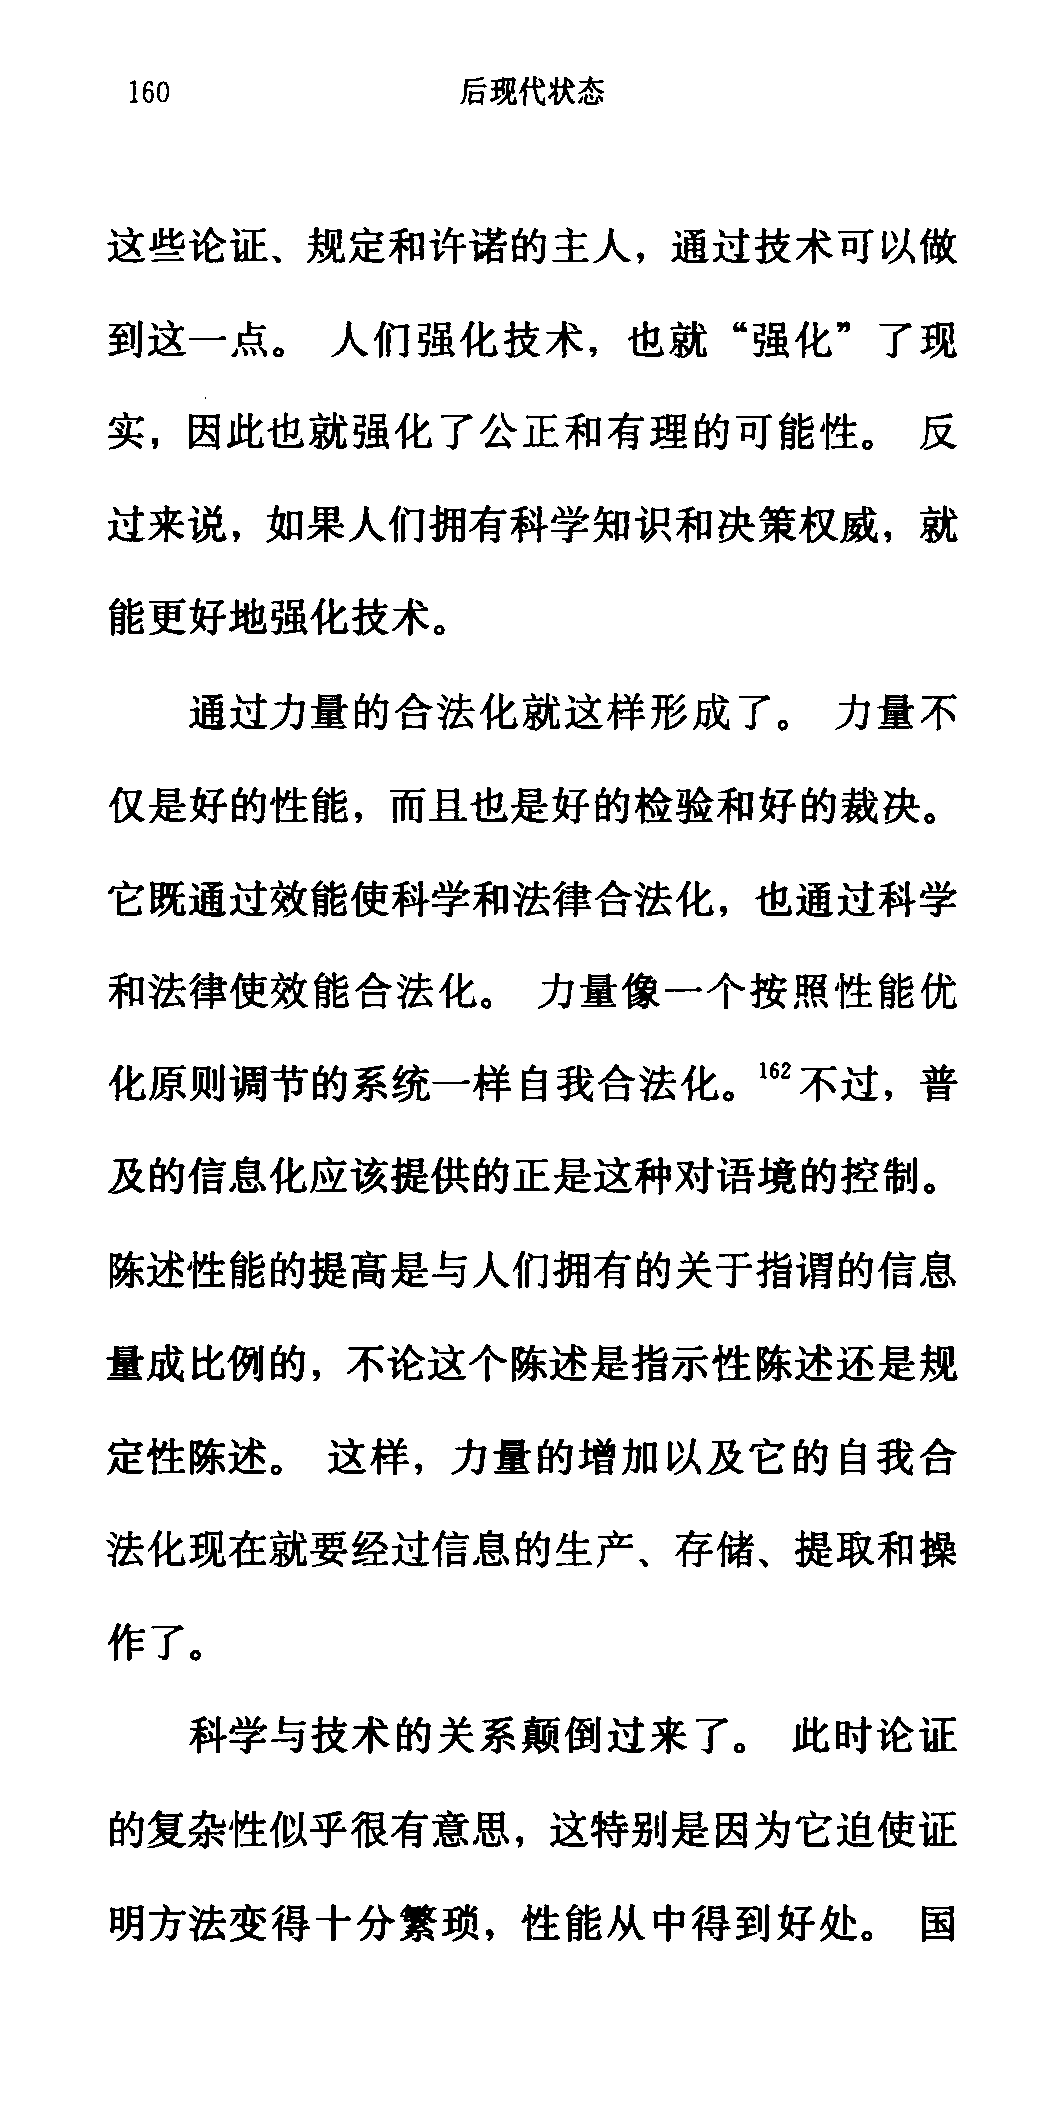 160 后现代状态
这些论证、规定和许诺的主人，通过技术可以做
到这一点。 人们强化技术，也就“强化”了现
实，因此也就强化了公正和有理的可能性。 反
过来说，如果人们拥有科学知识和决策权威，就
能更好地强化技术。
通过力量的合法化就这样形成了。 力量不
仅是好的性能，而且也是好的检验和好的裁决。
它既通过效能使科学和法律合法化，也通过科学
和法律使效能合法化。 力量像一个按照性能优
化原则调节的系统一样自我合法化。162不过，普
及的信息化应该提供的正是这种对语境的控制。
陈述性能的提高是与人们拥有的关于指谓的信息
量成比例的，不论这个陈述是指示性陈述还是规
定性陈述。 这样，力量的增加以及它的自我合
法化现在就要经过信息的生产、存储、提取和操
作了。
科学与技术的关系颠倒过来了。 此时论证
的复杂性似乎很有意思，这特别是因为它迫使证
明方法变得十分繁琐，性能从中得到好处。 国